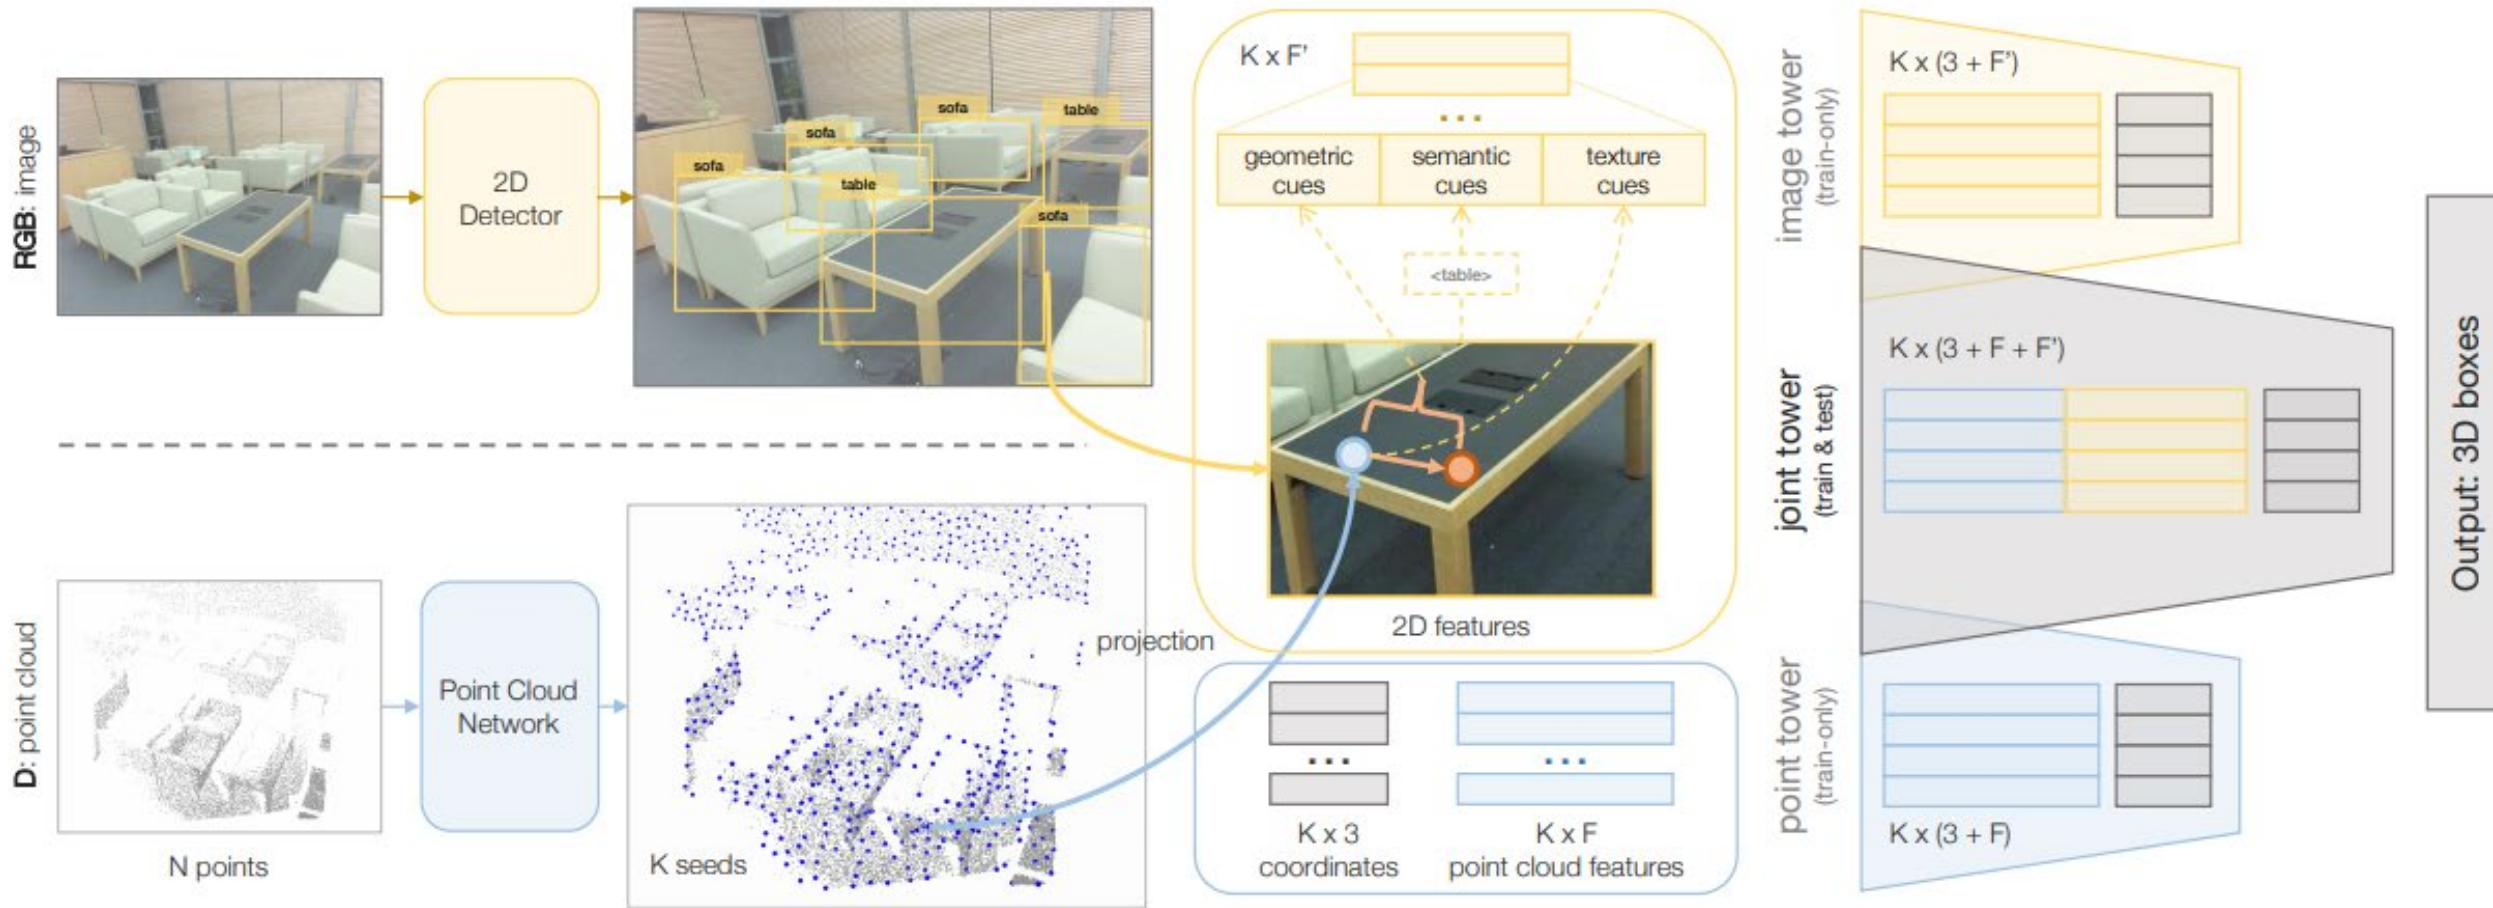 RGB: image
2D
Detector
sofa
sofa
sofa
table
table
sofa
K x F'
...
geometric
cues
semantic
cues
texture
cues
<table>
2D features
D: point cloud
N points
Point Cloud
Network
K seeds
projection
...
K x 3
coordinates
...
K x F
point cloud features
image tower
(train-only)
K x (3 + F')
joint tower
(train & test)
K x (3 + F + F')
point tower
(train-only)
K x (3 + F)
Output: 3D boxes